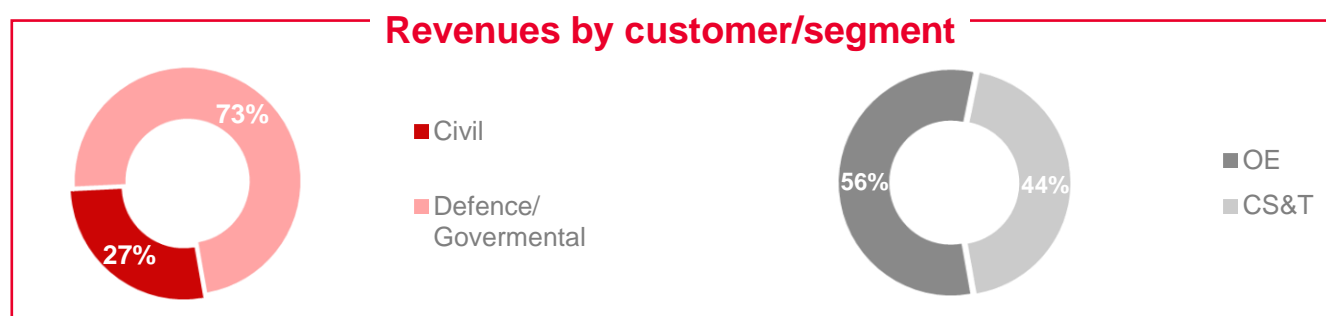 Revenues by customer/segment
73%
27%
Civil
Defence/
Govermental
56%
44%
OE
CS&T